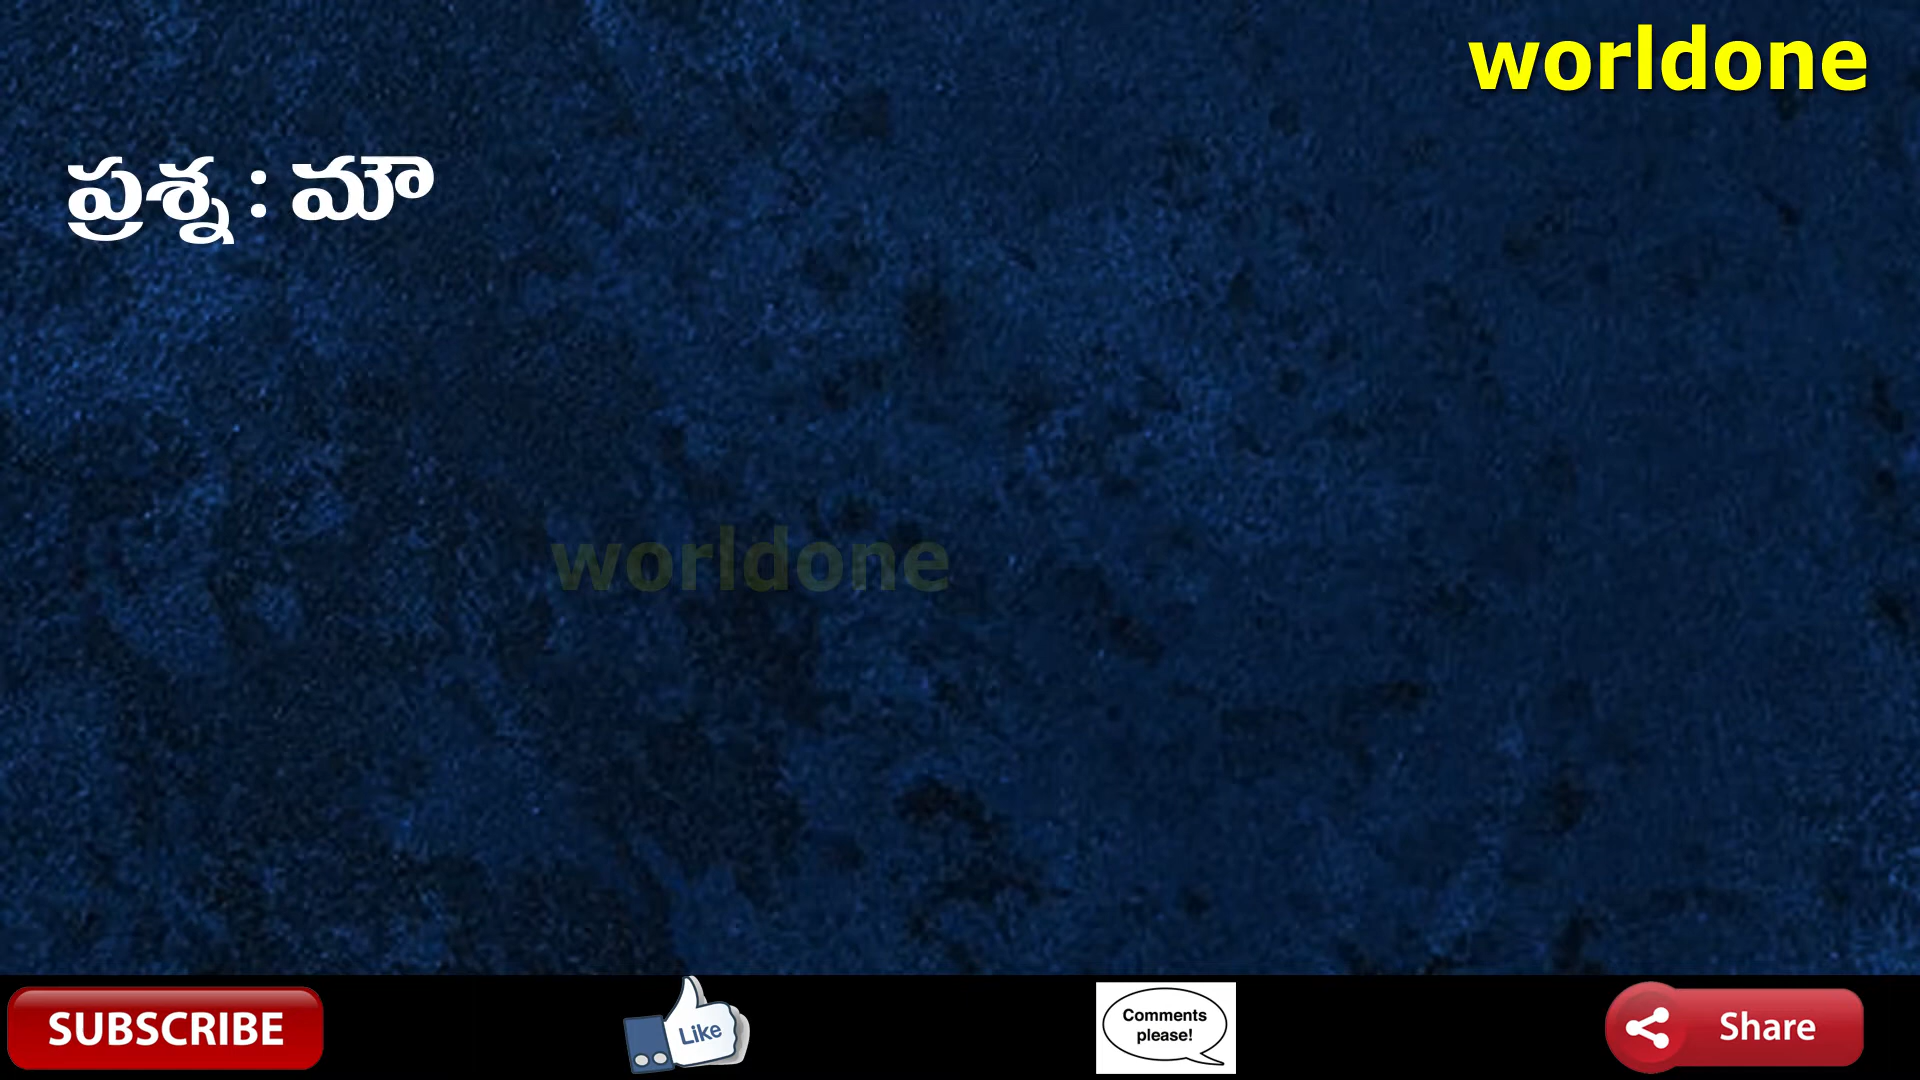 worldone
ప్రశ్న : మౌ
worldone
SUBSCRIBE
Like
Comments
please!
Share